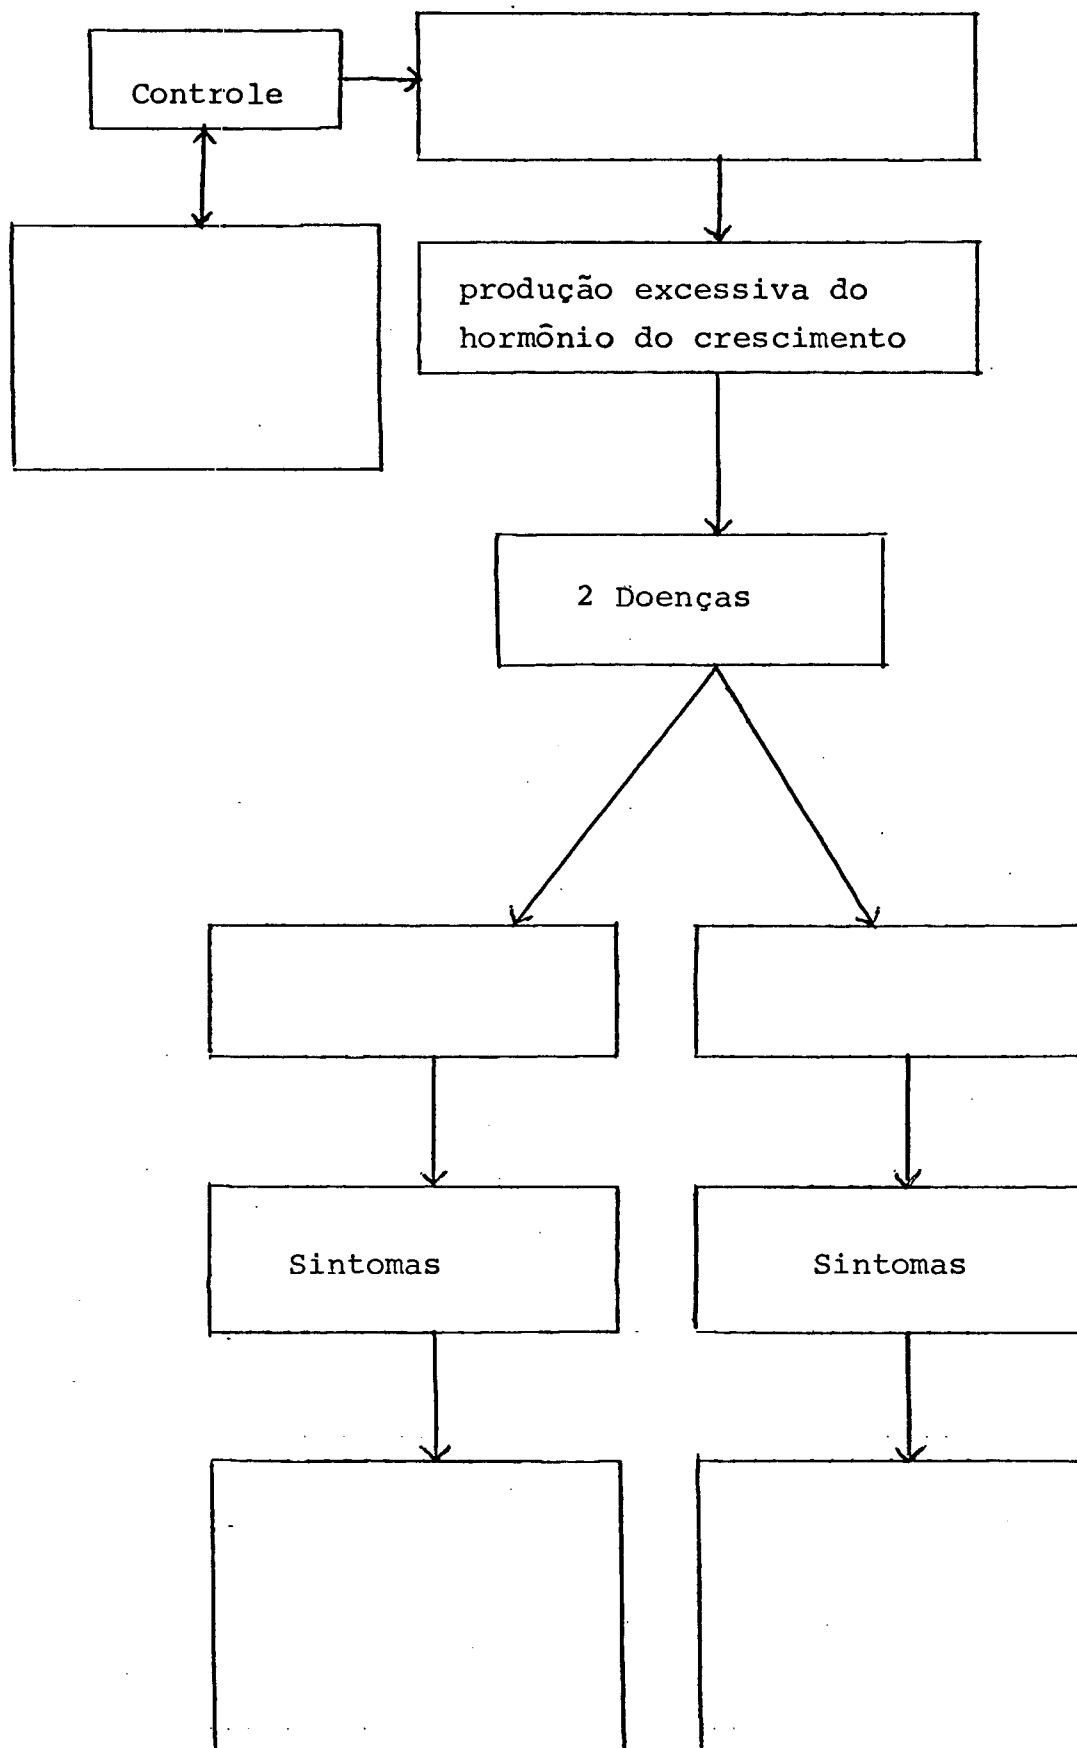 Controle
produção excessiva do
hormônio do crescimento
2 Doenças
Sintomas
Sintomas